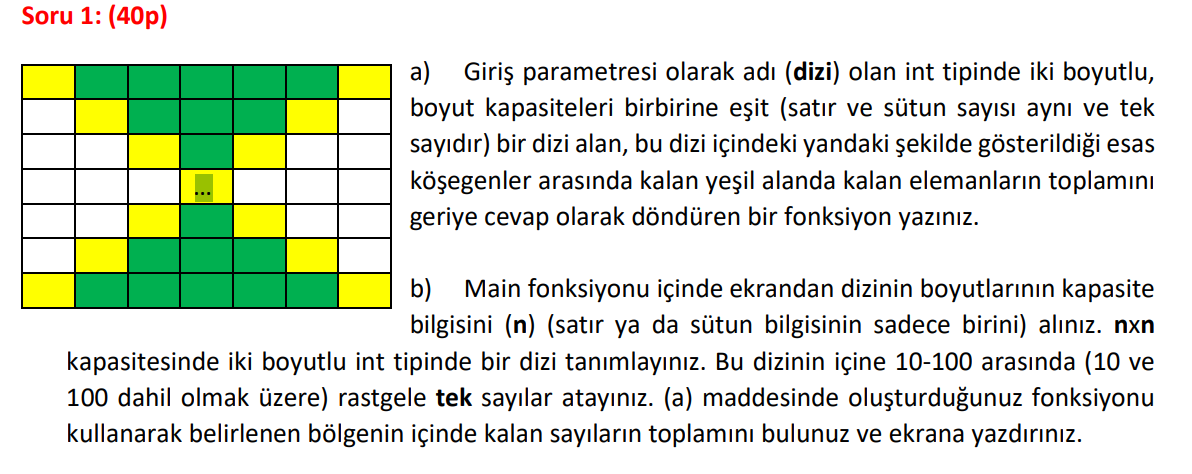 Soru 1: (40p)
a) Giriş parametresi olarak adı (dizi) olan int tipinde iki boyutlu,
boyut kapasiteleri birbirine eşit (satır ve sütun sayısı aynı ve tek
sayıdır) bir dizi alan, bu dizi içindeki yandaki şekilde gösterildiği esas
köşegenler arasında kalan yeşil alanda kalan elemanların toplamını
geriye cevap olarak döndüren bir fonksiyon yazınız.
...
b) Main fonksiyonu içinde ekrandan dizinin boyutlarının kapasite
bilgisini (n) (satır ya da sütun bilgisinin sadece birini) alınız. nxn
kapasitesinde iki boyutlu int tipinde bir dizi tanımlayınız. Bu dizinin içine 10-100 arasında (10 ve
100 dahil olmak üzere) rastgele tek sayılar atayınız. (a) maddesinde oluşturduğunuz fonksiyonu
kullanarak belirlenen bölgenin içinde kalan sayıların toplamını bulunuz ve ekrana yazdırınız.